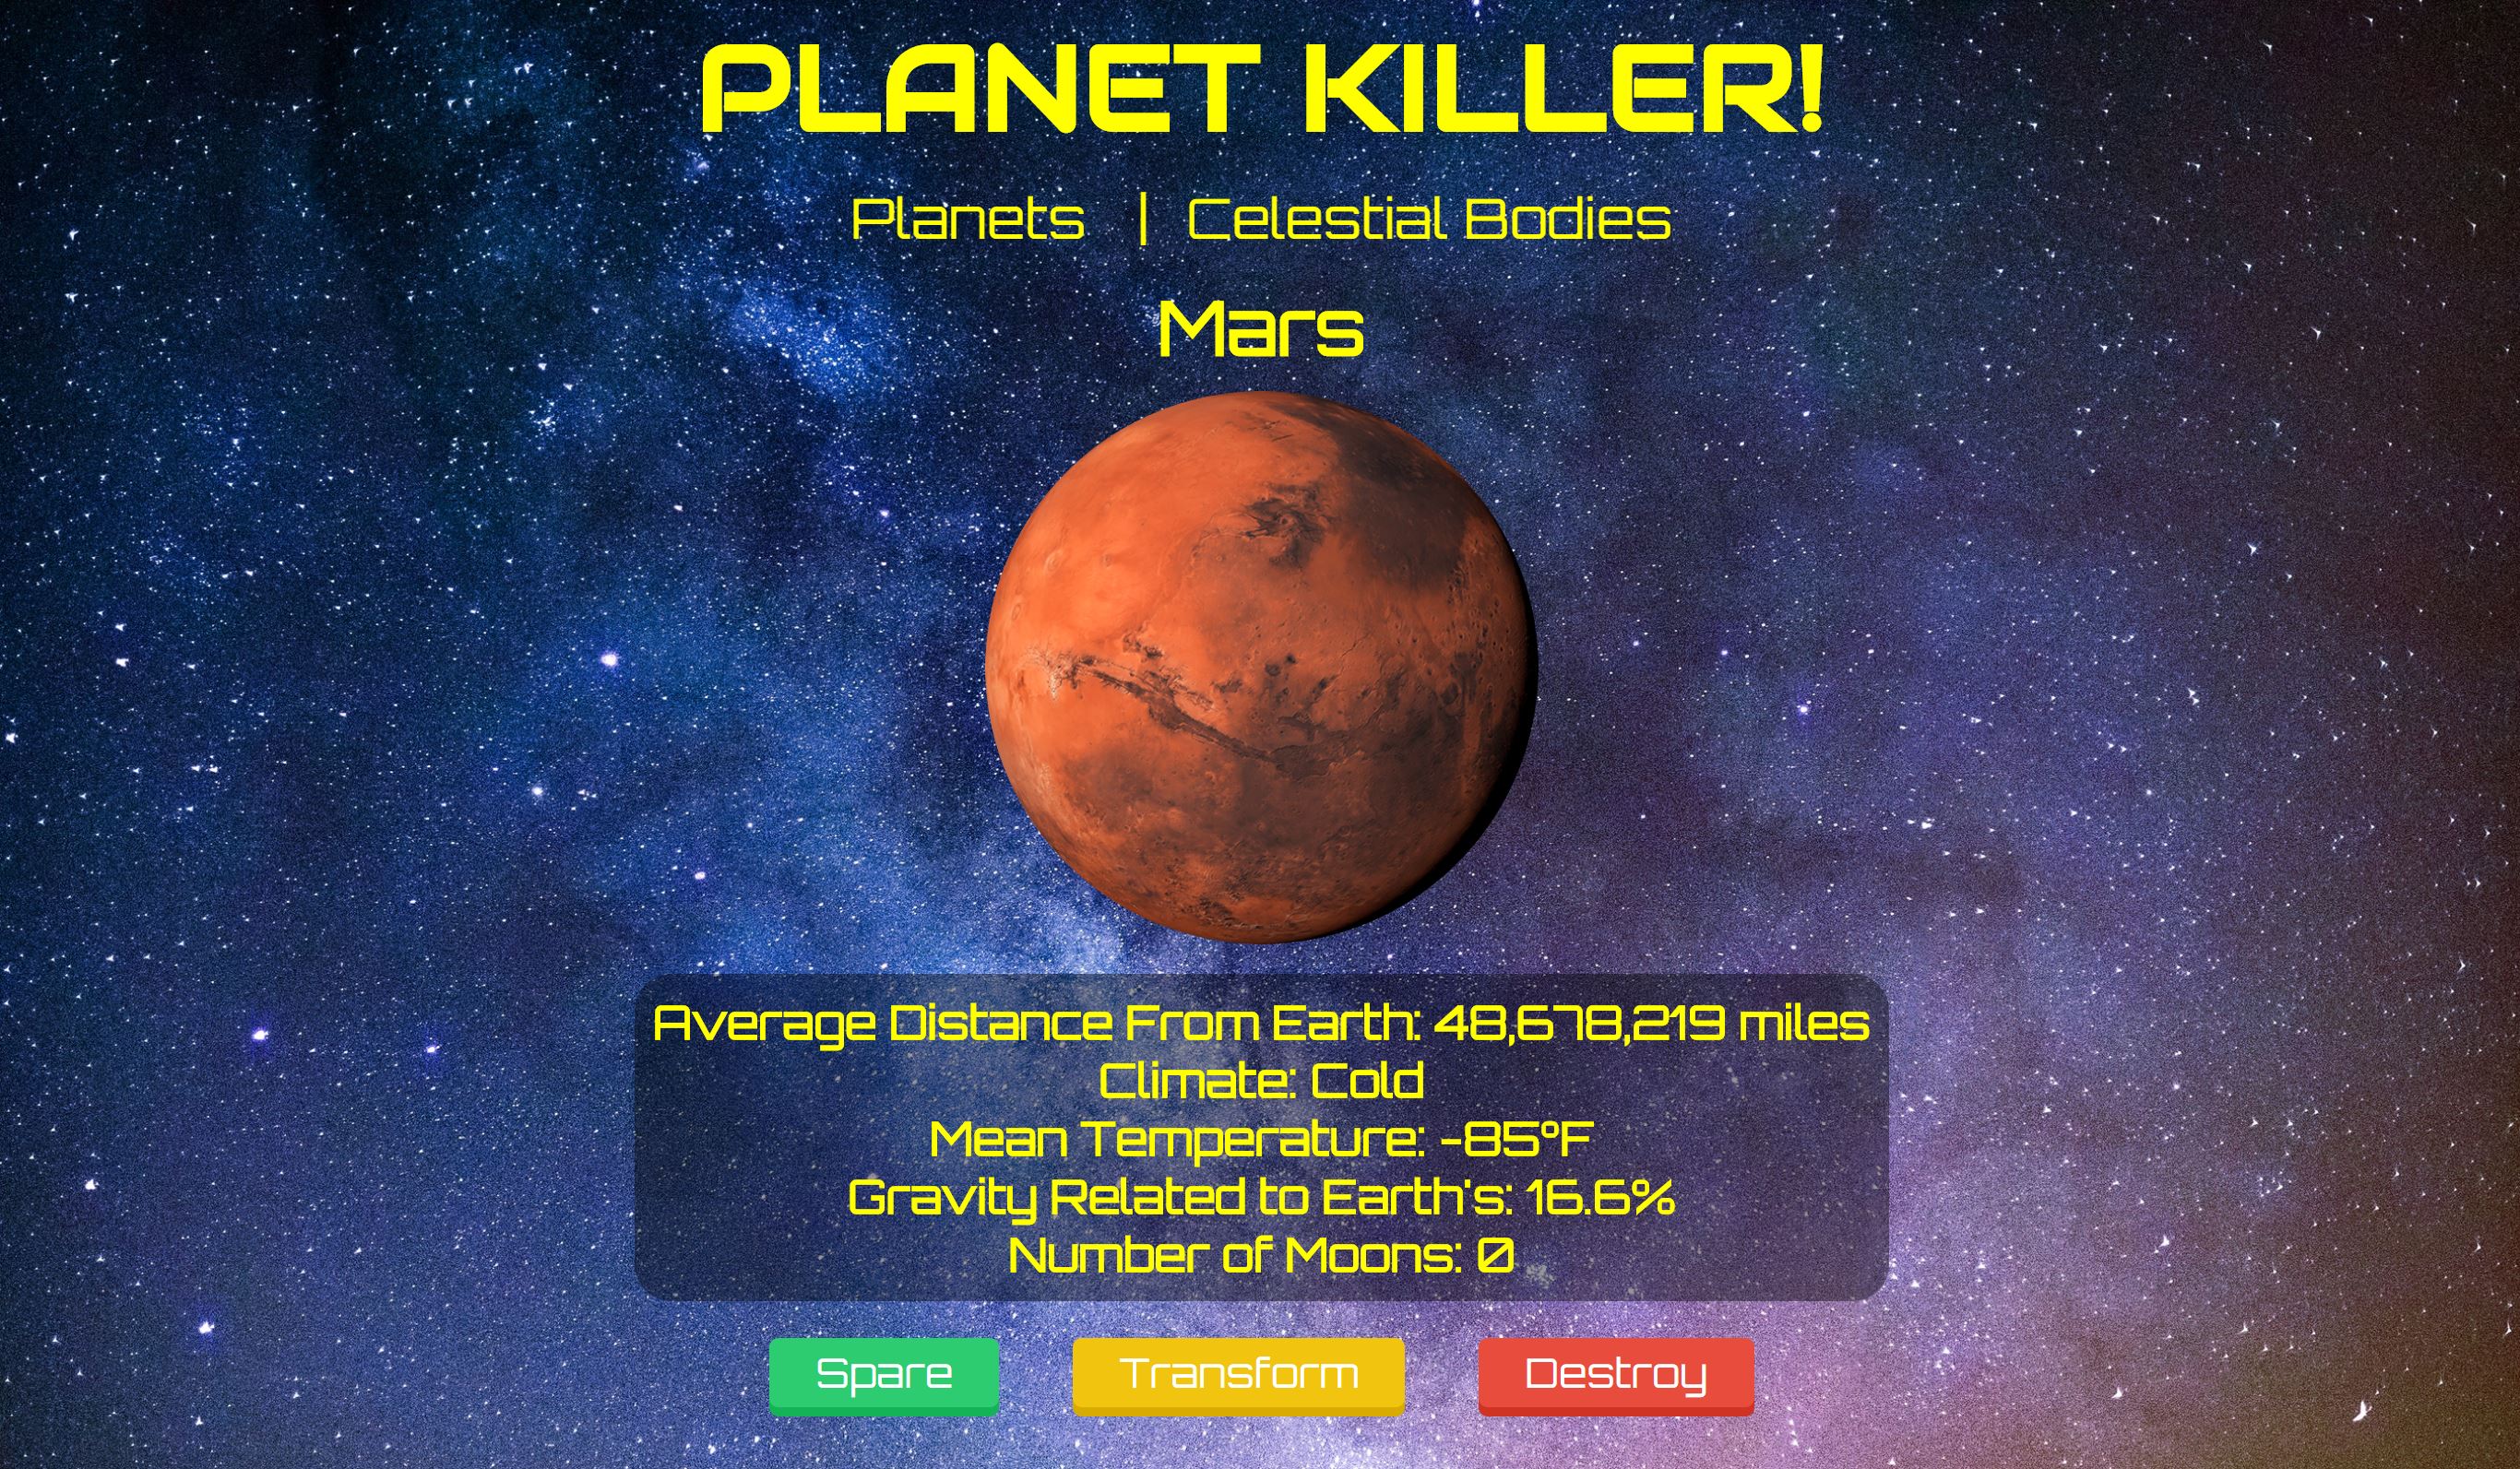 PLANET KILLER!
Planets | Celestial Bodies
Mars
Average Distance From Earth: 48,678,219 miles
Climate: Cold
Mean Temperature: -85°F
Gravity Related to Earth's: 16.6%
Number of Moons: 0
Spare Transform Destroy